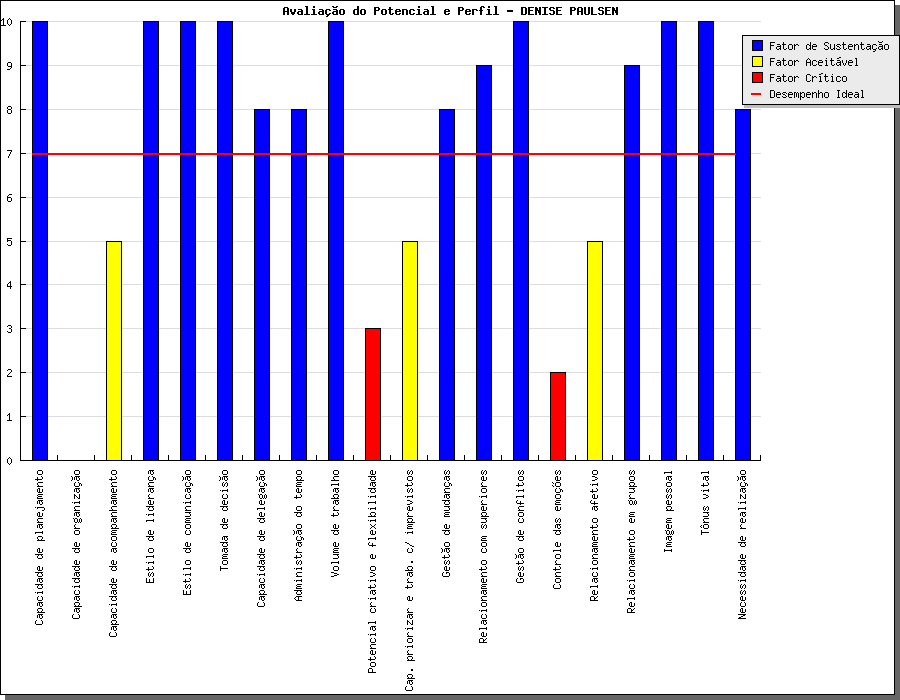 Avaliação do Potencial e Perfil - DENISE PAULSEN
Fator de Sustentação
Fator Aceitável
Fator Crítico
Desempenho Ideal
10
9
8
7
6
5
4
3
2
1
0
Capacidade de planejamento
Capacidade de organização
Capacidade de acompanhamento
Estilo de liderança
Estilo de comunicação
Tomada de decisão
Capacidade de delegação
Administração do tempo
Volume de trabalho
Potencial criativo e flexibilidade
Cap. priorizar e trab. c/ imprevistos
Gestão de mudanças
Relacionamento com superiores
Gestão de conflitos
Controle das emoções
Relacionamento afetivo
Relacionamento em grupos
Imagem pessoal
Tônus vital
Necessidade de realização